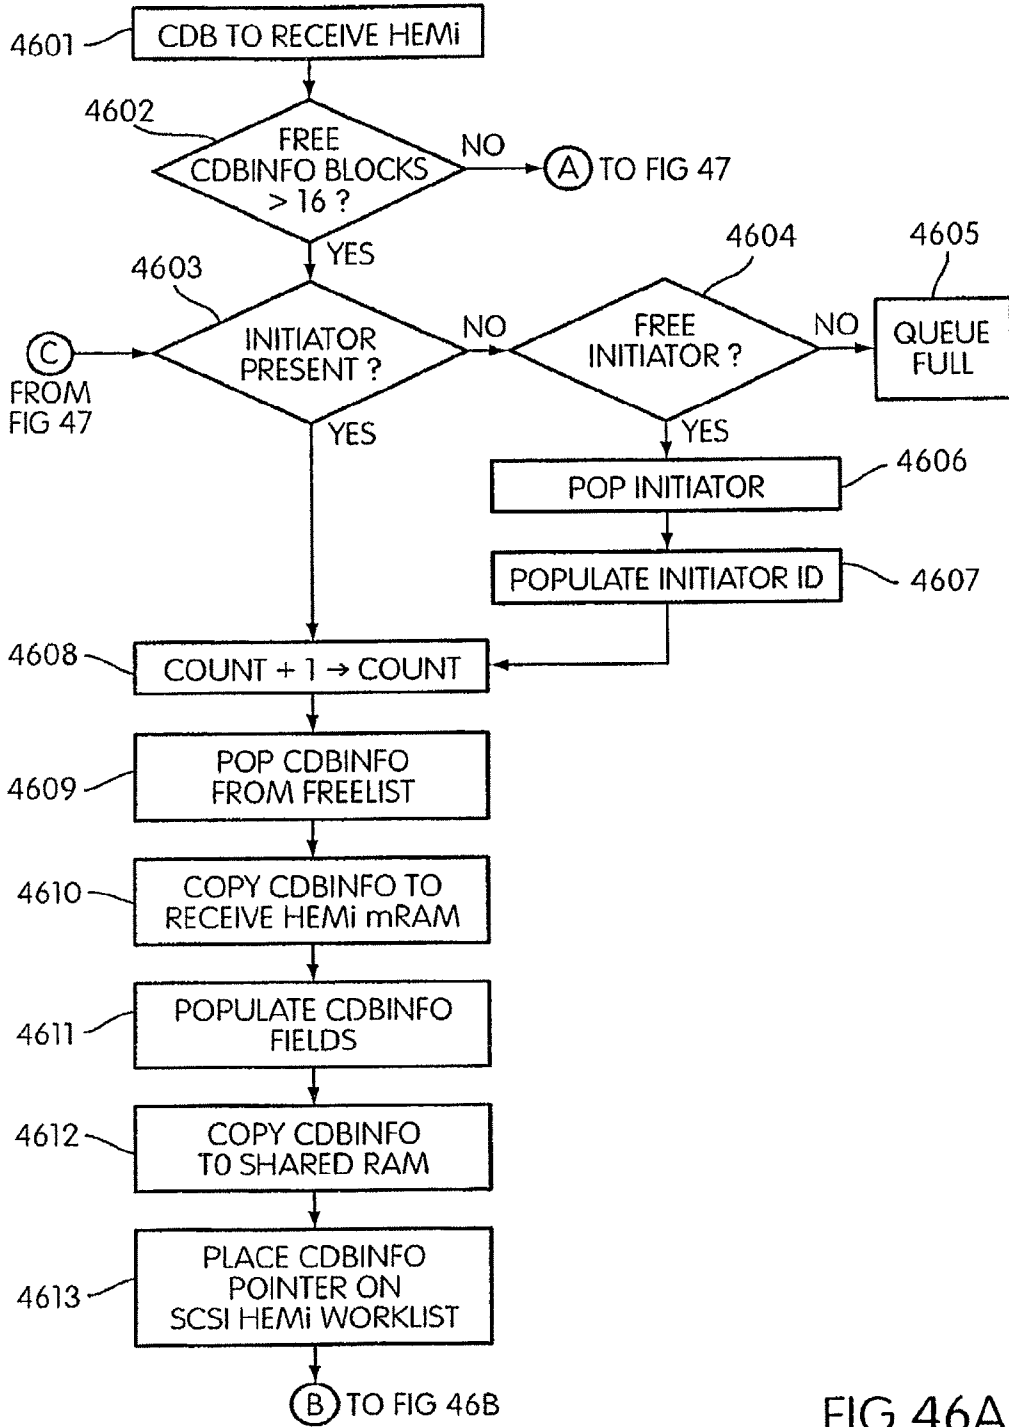 4601
CDB TO RECEIVE HEMi
4602
FREE
CDBINFO BLOCKS
> 16 ?
NO
A TO FIG 47
YES
4603
INITIATOR
PRESENT ?
C
FROM
FIG 47
NO
4604
FREE
INITIATOR ?
NO
4605
QUEUE
FULL
YES
YES
4606
POP INITIATOR
4607
POPULATE INITIATOR ID
4608
COUNT + 1 → COUNT
4609
POP CDBINFO
FROM FREELIST
4610
COPY CDBINFO TO
RECEIVE HEMi mRAM
4611
POPULATE CDBINFO
FIELDS
4612
COPY CDBINFO
TO SHARED RAM
4613
PLACE CDBINFO
POINTER ON
SCSI HEMi WORKLIST
B TO FIG 46B
FIG 46A